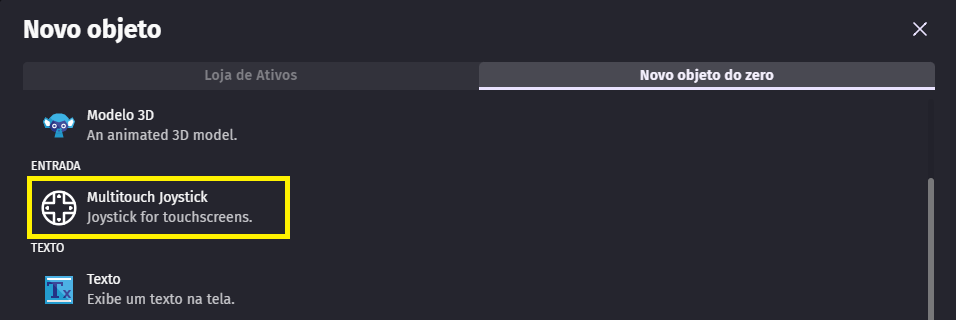 Novo objeto
Loja de Ativos
Novo objeto do zero
Modelo 3D
An animated 3D model.
ENTRADA
Multitouch Joystick
Joystick for touchscreens.
TEXTO
Tx
Texto
Exibe um texto na tela.